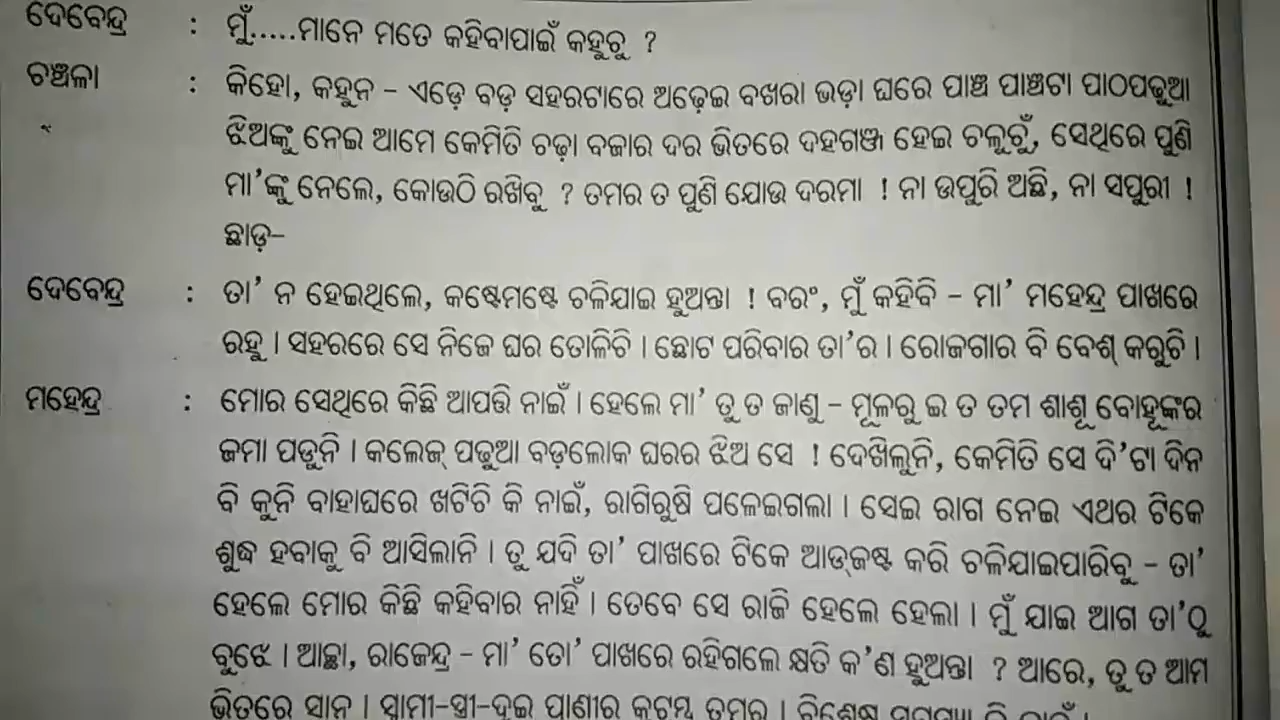 ଦେବେନ୍ଦ୍ର : ମୁଁ.....ମାନେ ମତେ କହିବାପାଇଁ କହୁଚୁ ?
ଚଞ୍ଚଳା : କିହୋ, କହୁନ – ଏଡ଼େ ବଡ଼ ସହରଟାରେ ଅଢ଼େଇ ବଖରା ଭଡ଼ା ଘରେ ପାଞ୍ଚ ପାଞ୍ଚଟା ପାଠପଢୁଆ
ଝିଅଙ୍କୁ ନେଇ ଆମେ କେମିତି ଚଢ଼ା ବଜାର ଦର ଭିତରେ ଦହଗଞ୍ଜ ହେଇ ଚଳୁଚୁଁ, ସେଥିରେ ପୁଣି
ମା’ଙ୍କୁ ନେଲେ, କୋଉଠି ରଖିବୁ ? ତମର ତ ପୁଣି ଯୋଉ ଦରମା ! ନା ଉପୁରି ଅଛି, ନା ସପୁରୀ !
ଛାଡ଼–
ଦେବେନ୍ଦ୍ର : ତା’ ନ ହେଇଥିଲେ, କଷ୍ଟେମଷ୍ଟେ ଚଳିଯାଇ ହୁଅନ୍ତା ! ବରଂ, ମୁଁ କହିବି – ମା’ ମହେନ୍ଦ୍ର ପାଖରେ
ରହୁ । ସହରରେ ସେ ନିଜେ ଘର ତୋଳିଚି । ଛୋଟ ପରିବାର ତା’ର । ରୋଜଗାର ବି ବେଶ୍ କରୁଚି ।
ମହେନ୍ଦ୍ର : ମୋର ସେଥିରେ କିଛି ଆପତ୍ତି ନାଇଁ । ହେଲେ ମା’ ତୁ ତ ଜାଣୁ – ମୂଳରୁ ଇ ତ ତମ ଶାଶୂ ବୋହୂଙ୍କର
ଜମା ପଡୁନି । କଲେଜ୍ ପଢୁଆ ବଡ଼ଲୋକ ଘରର ଝିଅ ସେ ! ଦେଖିଲୁନି, କେମିତି ସେ ଦି’ଟା ଦିନ
ବି କୁନି ବାହାଘରେ ଖଟିଚି କି ନାଇଁ, ରାଗିରୁଷି ପଳେଇଗଲା । ସେଇ ରାଗ ନେଇ ଏଥର ଟିକେ
ଶୁଦ୍ଧ ହବାକୁ ବି ଆସିଲାନି । ତୁ ଯଦି ତା’ ପାଖରେ ଟିକେ ଆଡ୍‌ଜଷ୍ଟ କରି ଚଳିଯାଇପାରିବୁ – ତା’
ହେଲେ ମୋର କିଛି କହିବାର ନାହିଁ । ତେବେ ସେ ରାଜି ହେଲେ ହେଲା । ମୁଁ ଯାଇ ଆଗ ତା’ଠୁ
ବୁଝେ । ଆଚ୍ଛା, ରାଜେନ୍ଦ୍ର – ମା’ ତୋ’ ପାଖରେ ରହିଗଲେ କ୍ଷତି କ’ଣ ହୁଅନ୍ତା ? ଆରେ, ତୁ ତ ଆମ
ଭିତରେ ସାନ । ସ୍ୱାମୀ–ସ୍ତ୍ରୀ–ଦୁଇ ପ୍ରାଣୀର କୁଟୁମ୍ବ ତମର ।